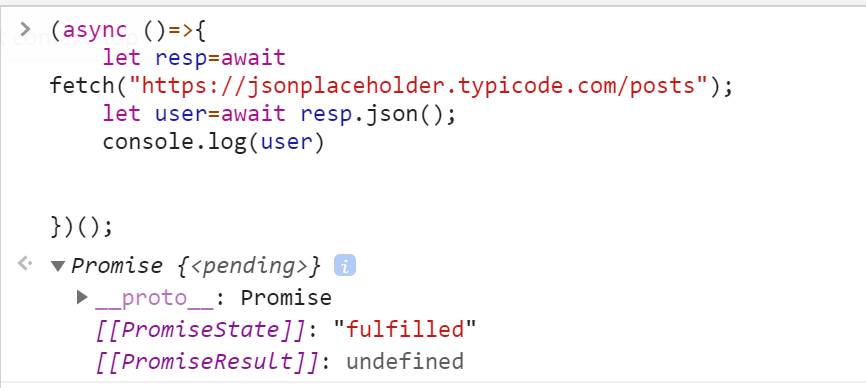 (async ()=>{
let resp=await
fetch("https://jsonplaceholder.typicode.com/posts");
let user=await resp.json();
console.log(user)
})();
Promise {<pending>} i
__proto__: Promise
[[PromiseState]]: "fulfilled"
[[PromiseResult]]: undefined